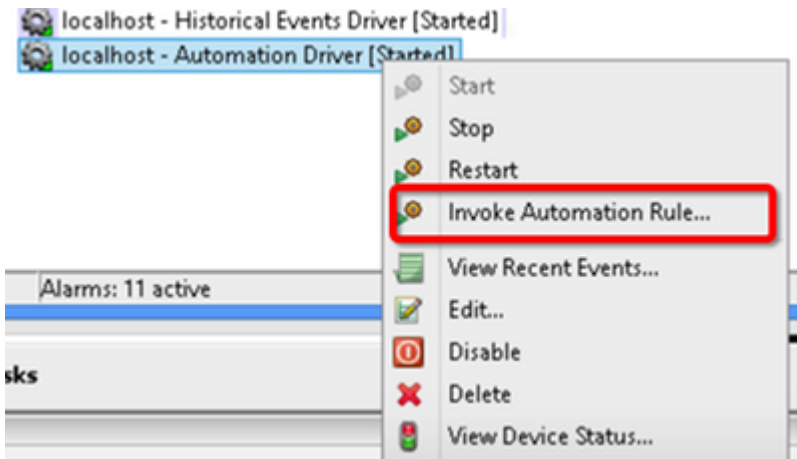 localhost - Historical Events Driver [Started]
localhost - Automation Driver [Started]
Start
Stop
Restart
Invoke Automation Rule...
View Recent Events...
Alarms: 11 active
Edit...
Disable
sks
Delete
View Device Status...